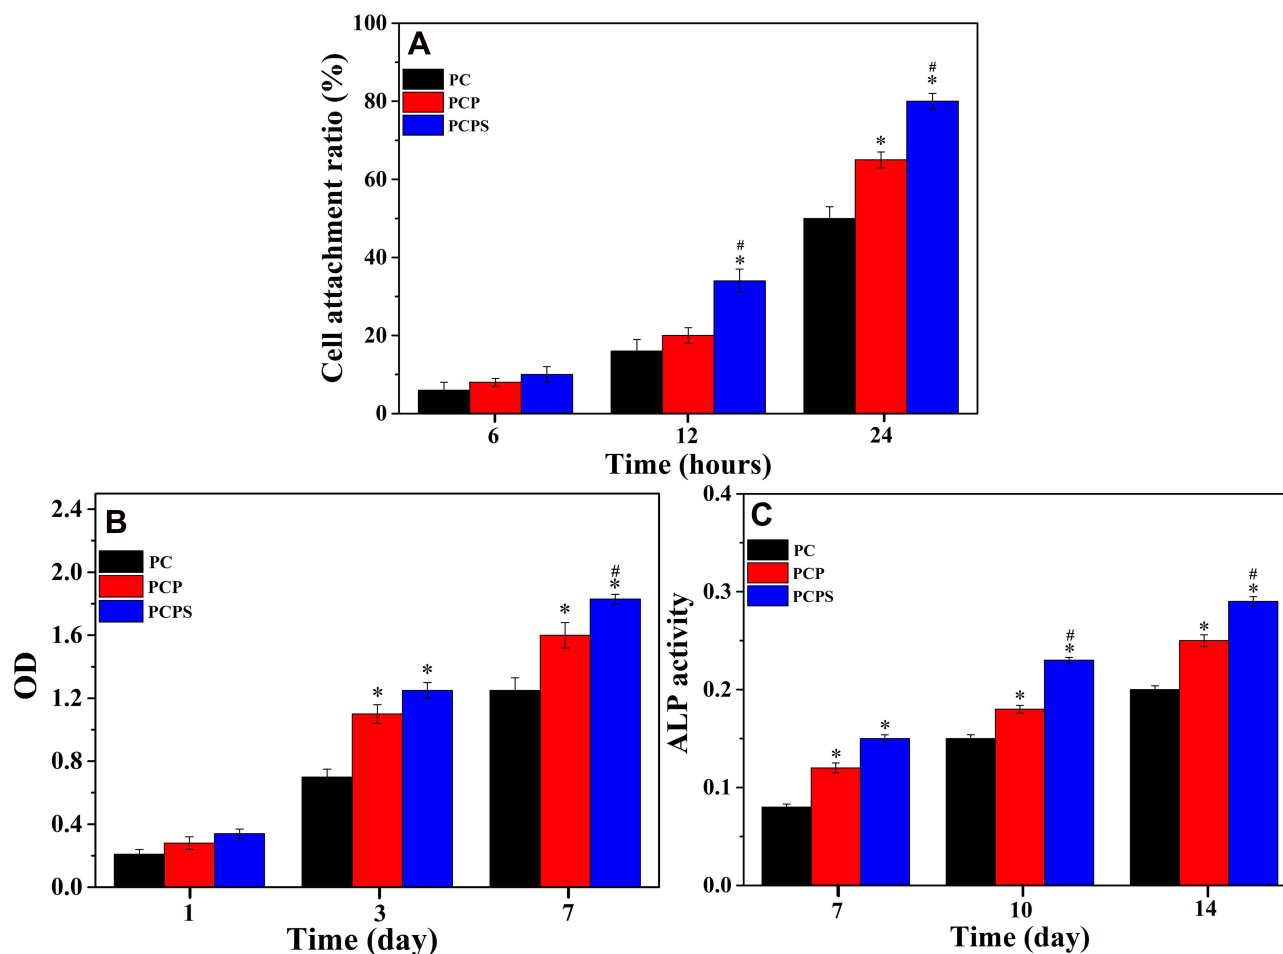 A
PC
PCP
PCPS
Cell attachment ratio (%)
100
80
60
40
20
0
*
#
*
#
*
6
12
24
Time (hours)
B
PC
PCP
PCPS
OD
2.4
2.0
1.6
1.2
0.8
0.4
0.0
*
*
*
#
*
1
3
7
Time (day)
C
PC
PCP
PCPS
ALP activity
0.4
0.3
0.2
0.1
0.0
*
*
*
#
*
*
#
*
7
10
14
Time (day)